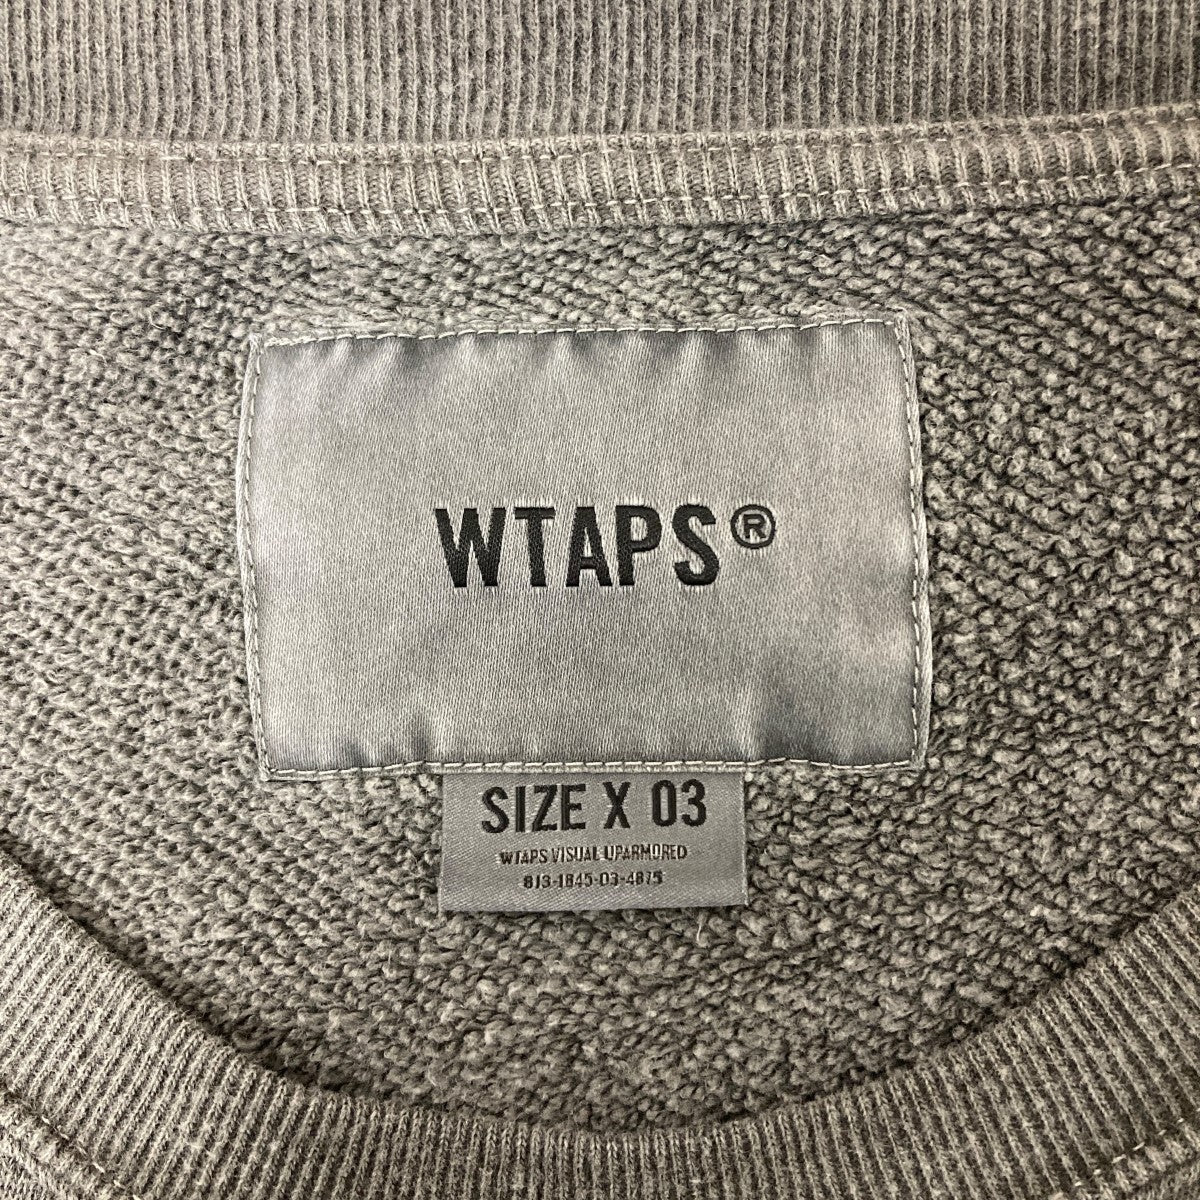 WTAPS®
SIZE X 03
WTAPS VISUAL UPARMORED
813-1845-03-4875